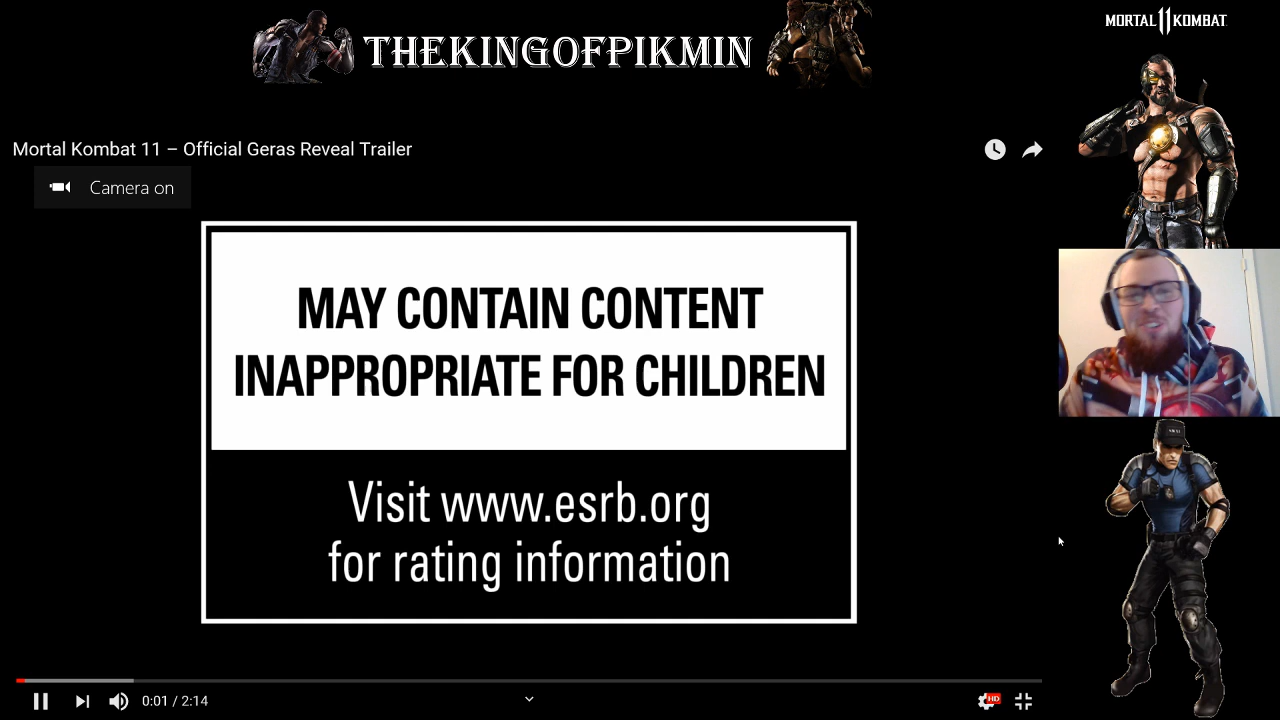 THEKINGOFPIKMIN
MORTAL 11 KOMBAT
Mortal Kombat 11 – Official Geras Reveal Trailer
Camera on
MAY CONTAIN CONTENT
INAPPROPRIATE FOR CHILDREN
Visit www.esrb.org
for rating information
0:01 / 2:14
HD